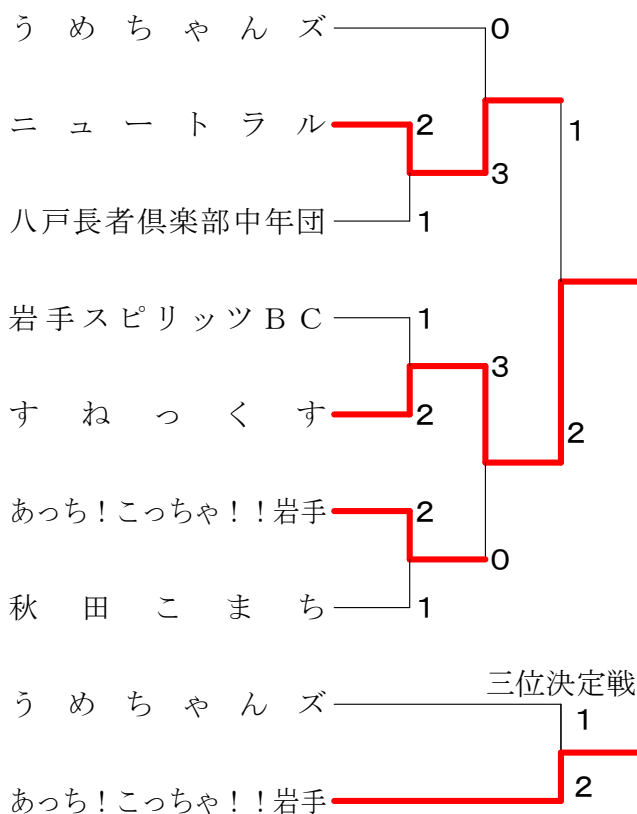 うめちゃんズ 0
ニュートラル 2
1
3
八戸長者倶楽部中年団 1
岩手スピリッツBC 1
3
すねっくす 2
2
あっち!こっちゃ!!岩手 2
0
秋田こまち 1
三位決定戦
うめちゃんズ 1
あっち!こっちゃ!!岩手 2